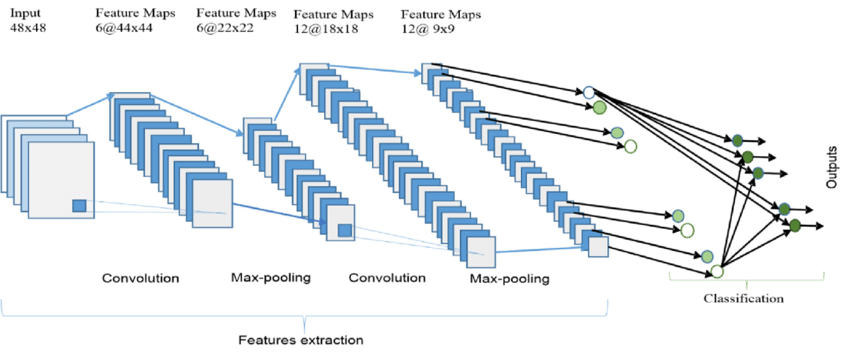 Input
48x48
Feature Maps
6@44x44
Feature Maps
6@22x22
Feature Maps
12@18x18
Feature Maps
12@ 9x9
Outputs
Convolution
Max-pooling
Convolution
Max-pooling
Classification
Features extraction